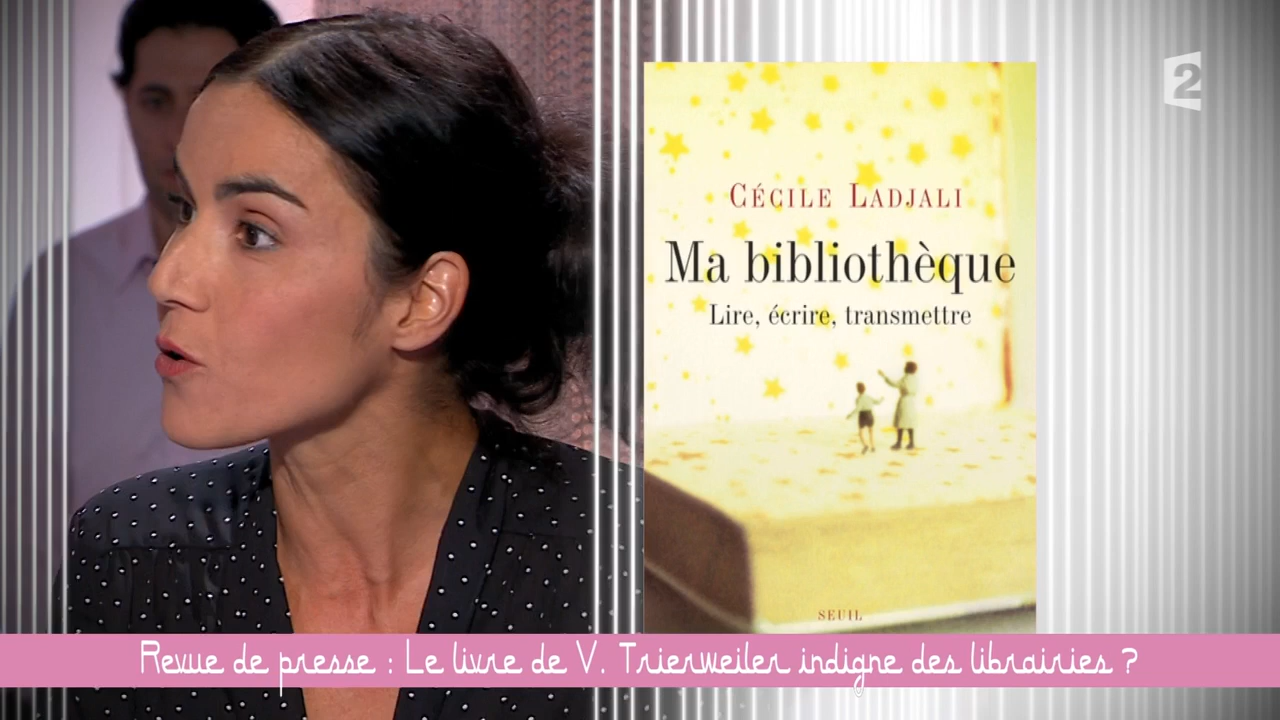 2
CÉCILE LADJALI
Ma bibliothèque
Lire, écrire, transmettre
SEUIL
Revue de presse : Le livre de V. Trierweiler indigne des librairies ?